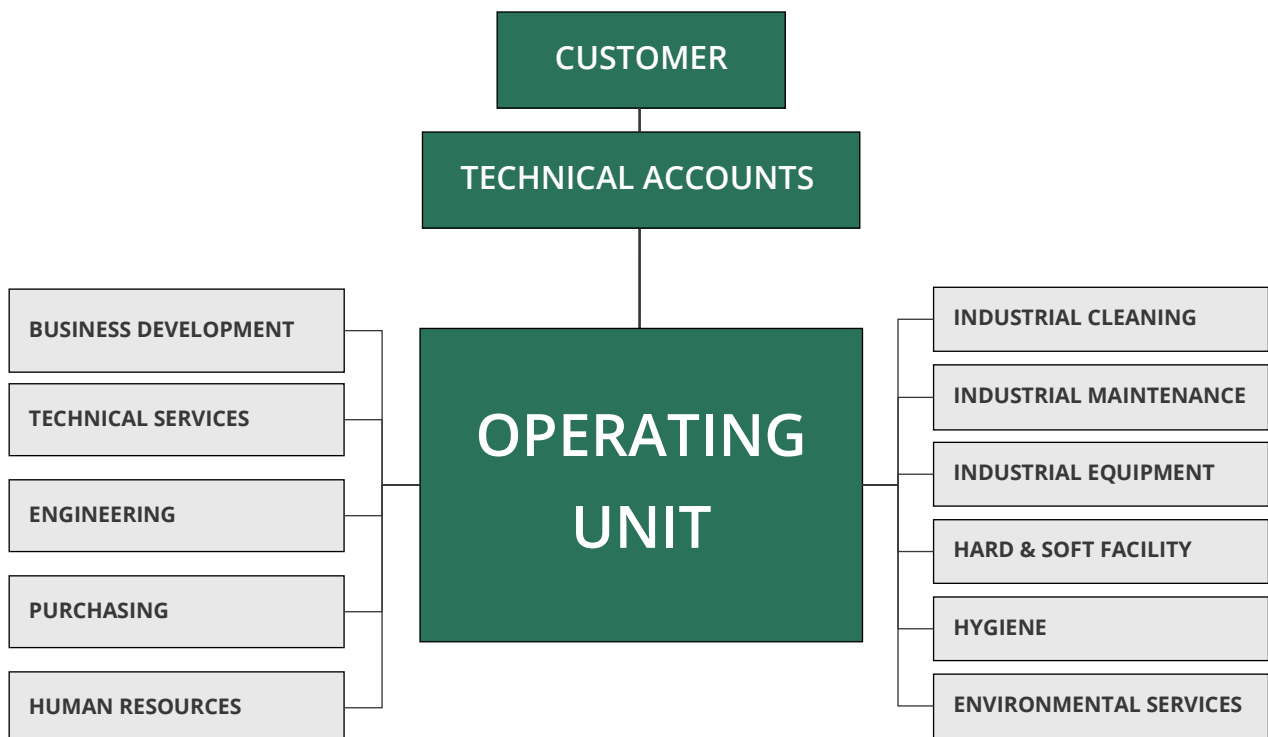 CUSTOMER
TECHNICAL ACCOUNTS
BUSINESS DEVELOPMENT
TECHNICAL SERVICES
ENGINEERING
PURCHASING
HUMAN RESOURCES
OPERATING
UNIT
INDUSTRIAL CLEANING
INDUSTRIAL MAINTENANCE
INDUSTRIAL EQUIPMENT
HARD & SOFT FACILITY
HYGIENE
ENVIRONMENTAL SERVICES